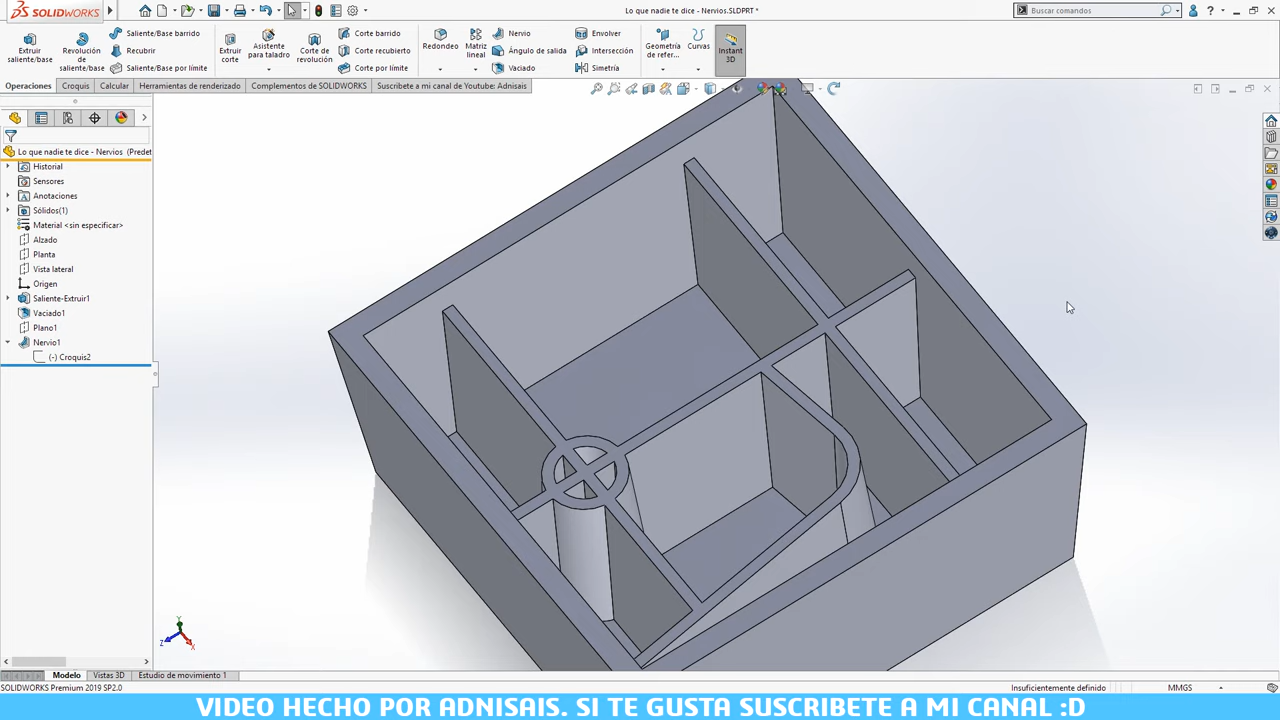 SOLIDWORKS
Lo que nadie te dice - Nervios.SLDPRT *
Buscar comandos
Extruir saliente/base
Revolución de saliente/base
Saliente/Base barrido
Recubrir
Saliente/Base por límite
Extruir corte
Asistente para taladro
Corte de revolución
Corte barrido
Corte recubierto
Corte por límite
Redondeo
Matriz lineal
Nervio
Ángulo de salida
Vaciado
Envolver
Intersección
Simetría
Geometría de refer...
Curvas
Instant 3D
Operaciones
Croquis
Calcular
Herramientas de renderizado
Complementos de SOLIDWORKS
Suscribete a mi canal de Youtube: Adnisais
Lo que nadie te dice - Nervios (Predet
Historial
Sensores
Anotaciones
Sólidos(1)
Material <sin especificar>
Alzado
Planta
Vista lateral
Origen
Saliente-Extruir1
Vaciado1
Plano1
Nervio1
(-) Croquis2
Y
Z
X
Modelo
Vistas 3D
Estudio de movimiento 1
SOLIDWORKS Premium 2019 SP2.0
Insuficientemente definido
MMGS
VIDEO HECHO POR ADNISAIS. SI TE GUSTA SUSCRIBETE A MI CANAL :D